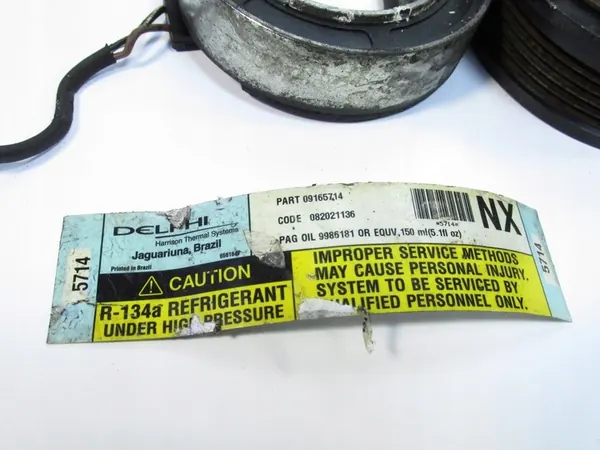 5714
DELPHI
Harrison Thermal Systems
Jaguariuna, Brazil
Printed in Brazil
CAUTION
R-134a REFRIGERANT
UNDER HIGH PRESSURE
PART 09165714
CODE 082021136
*5714*
NX
PAG OIL 9986181 OR EQUV,150 ml(5.1fl oz)
IMPROPER SERVICE METHODS
MAY CAUSE PERSONAL INJURY.
SYSTEM TO BE SERVICED BY
QUALIFIED PERSONNEL ONLY.
5714